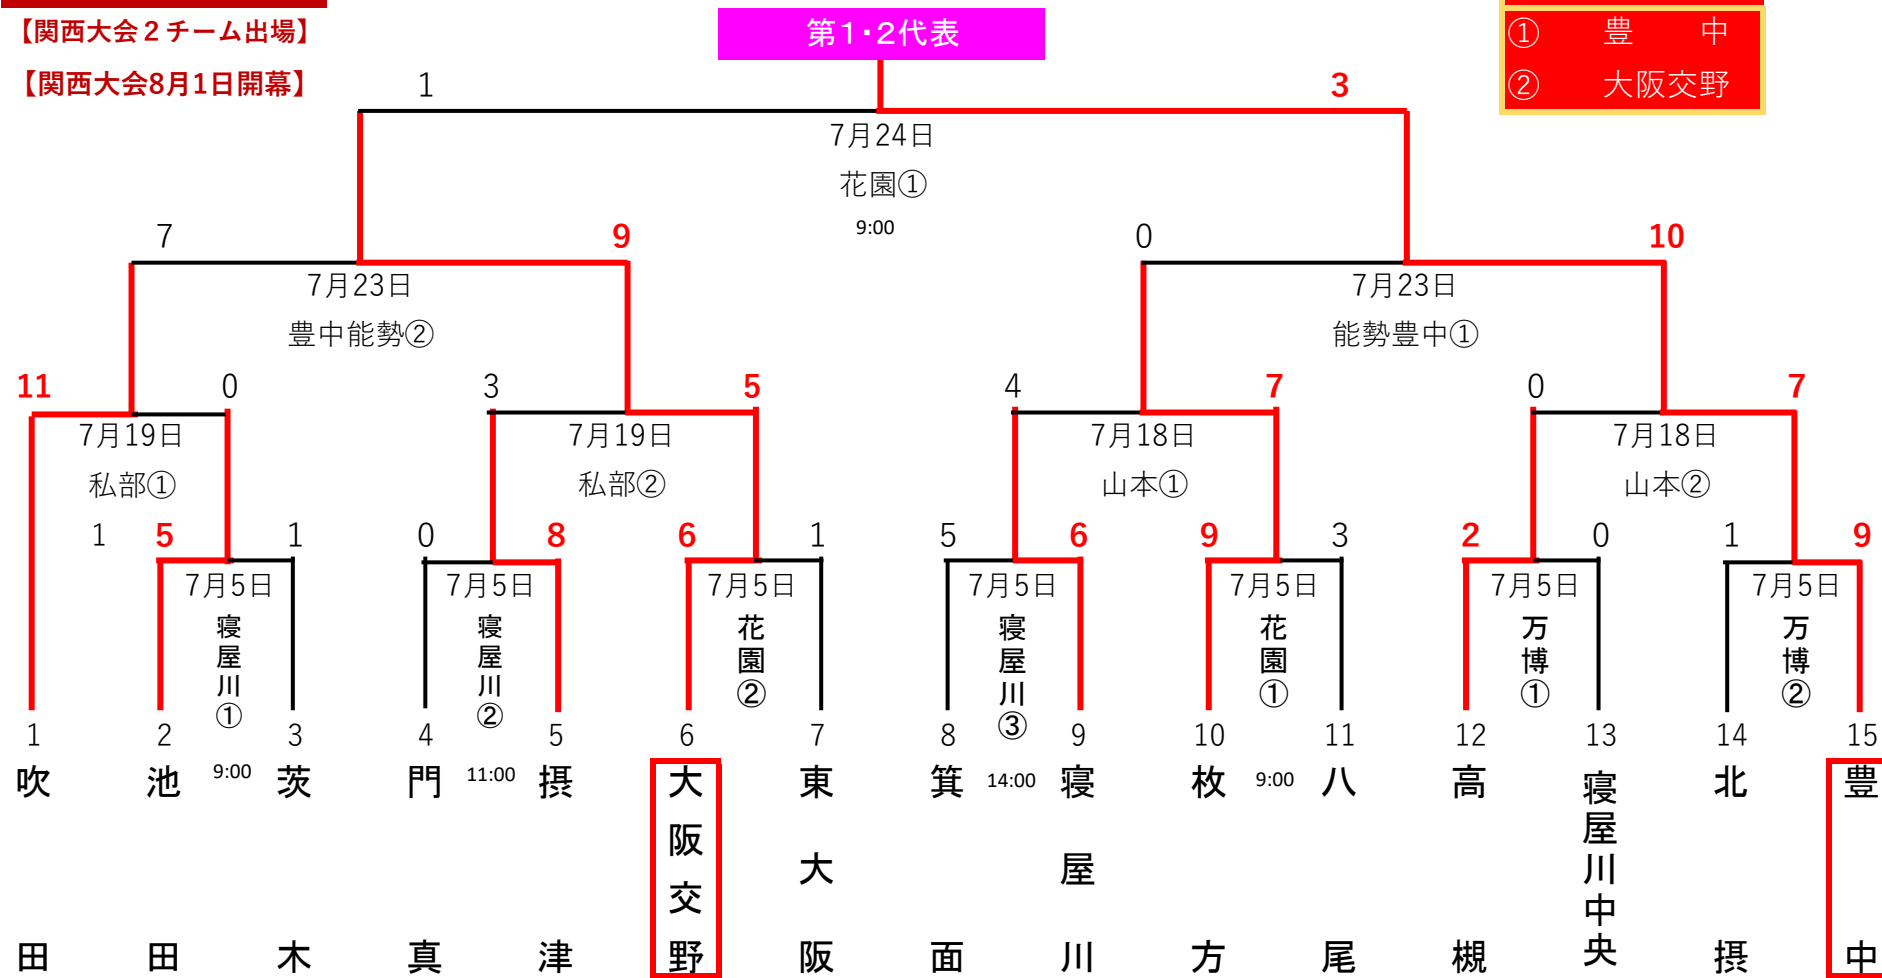 【関西大会２チーム出場】
第1・2代表
① 豊 中
【関西大会8月1日開幕】
② 大阪交野
1 3
7月24日
花園①
9:00
7 9 0 10
7月23日 7月23日
豊中能勢② 能勢豊中①
11 0 3 5 4 7 0 7
7月19日 7月19日 7月18日 7月18日
私部① 私部② 山本① 山本②
1 5 1 0 8 6 1 5 6 9 3 2 0 1 9
7月5日 7月5日 7月5日 7月5日 7月5日 7月5日 7月5日
寝屋川① 寝屋川② 花園② 寝屋川③ 花園① 万博① 万博②
1 2 3 4 5 6 7 8 9 10 11 12 13 14 15
9:00 11:00 14:00 9:00
吹田
池田
茨木
門真
摂津
大阪交野
東大阪
箕面
寝屋川
枚方
八尾
高槻
寝屋川中央
北摂
豊中